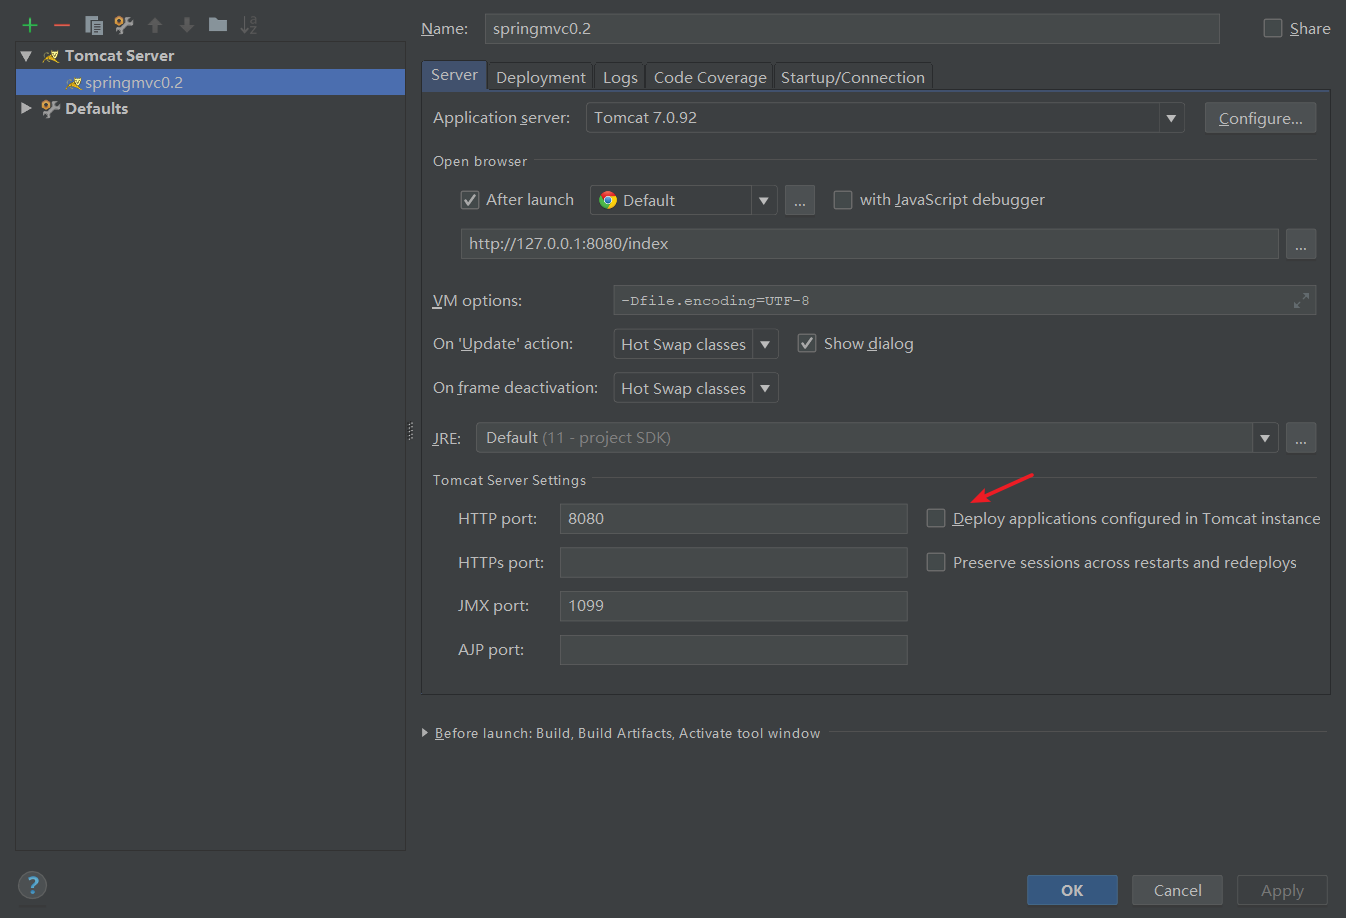 Name: springmvc0.2 Share
Tomcat Server
springmvc0.2
Defaults
Server Deployment Logs Code Coverage Startup/Connection
Application server: Tomcat 7.0.92 Configure...
Open browser
After launch Default ... with JavaScript debugger
http://127.0.0.1:8080/index ...
VM options: -Dfile.encoding=UTF-8
On 'Update' action: Hot Swap classes Show dialog
On frame deactivation: Hot Swap classes
JRE: Default (11 - project SDK) ...
Tomcat Server Settings
HTTP port: 8080 Deploy applications configured in Tomcat instance
HTTPs port: Preserve sessions across restarts and redeploys
JMX port: 1099
AJP port:
Before launch: Build, Build Artifacts, Activate tool window
? OK Cancel Apply